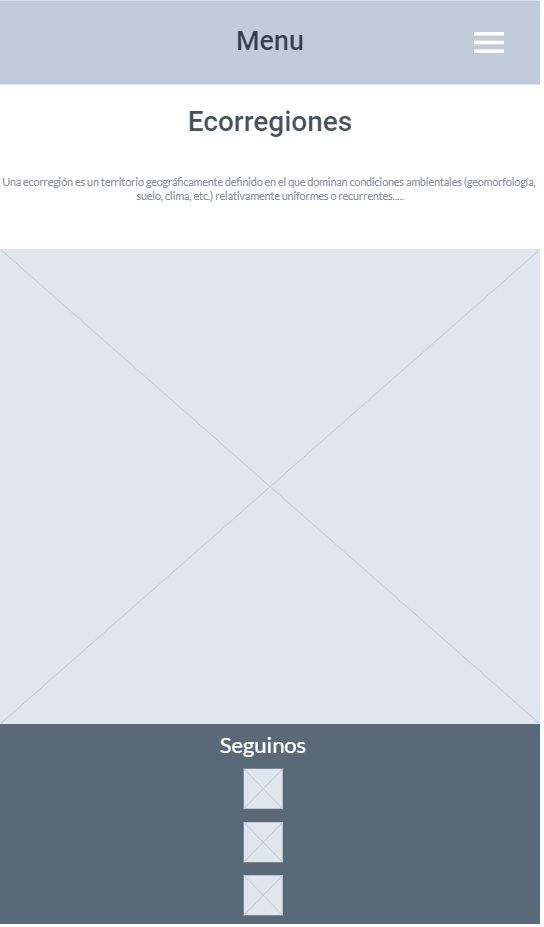 Menu
Ecorregiones
Una ecorregión es un territorio geográficamente definido en el que dominan condiciones ambientales (geomorfología,
suelo, clima, etc.) relativamente uniformes o recurrentes.....
Seguinos